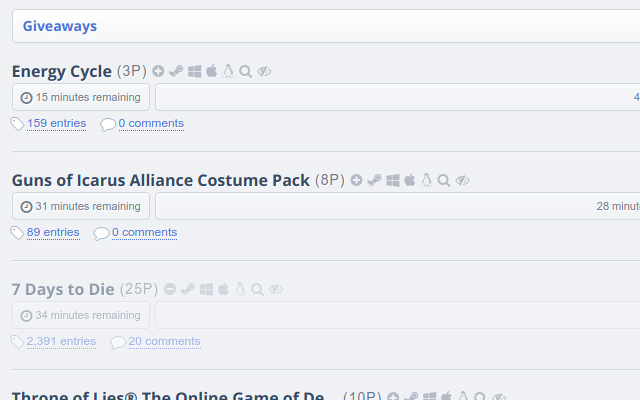 Giveaways
Energy Cycle (3P)
15 minutes remaining 4
159 entries 0 comments
Guns of Icarus Alliance Costume Pack (8P)
31 minutes remaining 28 minut
89 entries 0 comments
7 Days to Die (25P)
34 minutes remaining
2,391 entries 20 comments
Throne of Lies® The Online Game of De... (10P)